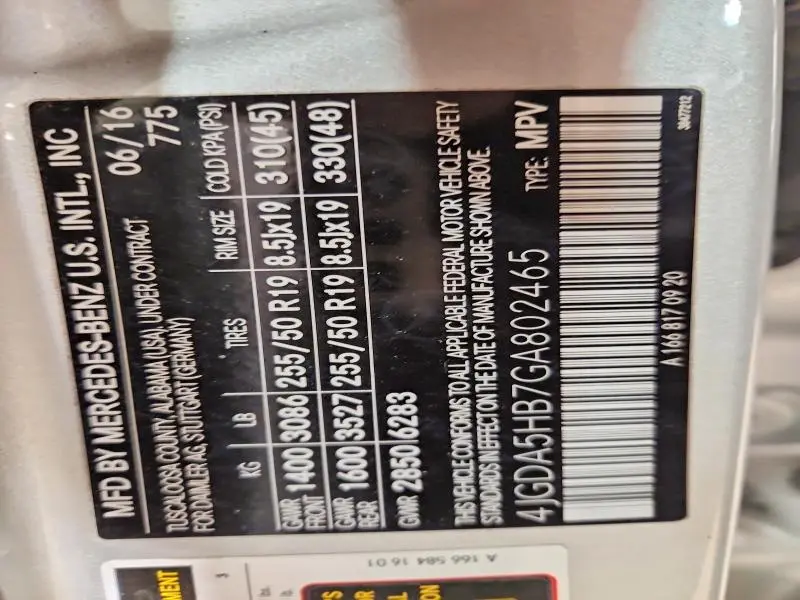 MFD BY MERCEDES-BENZ U.S. INTL., INC
TUSCALOOSA COUNTY, ALABAMA (USA), UNDER CONTRACT 06/16
FOR DAIMLER AG, STUTTGART (GERMANY) 775
KG LB TIRES RIM SIZE COLD KPA (PSI)
GAWR FRONT 1400 3086 255/50 R19 8.5Jx19 310(45)
GAWR REAR 1600 3527 255/50 R19 8.5Jx19 330(48)
GVWR 2850 6283
THIS VEHICLE CONFORMS TO ALL APPLICABLE FEDERAL MOTOR VEHICLE SAFETY
STANDARDS IN EFFECT ON THE DATE OF MANUFACTURE SHOWN ABOVE.
4JGDA5HB7GA802465 TYPE: MPV
A 166 817 09 20 38477212
A 166 584 16 01
3